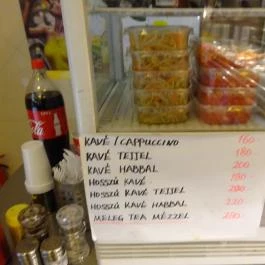 KAVÉ / CAPPUCCINO 160
KAVÉ TEJJEL 180
KAVÉ HABBAL 200
HOSSZÚ KAVÉ 180
HOSSZÚ KAVÉ TEJJEL 200
HOSSZÚ KAVÉ HABBAL 220
MELEG TEA MÉZZEL 200
Cola